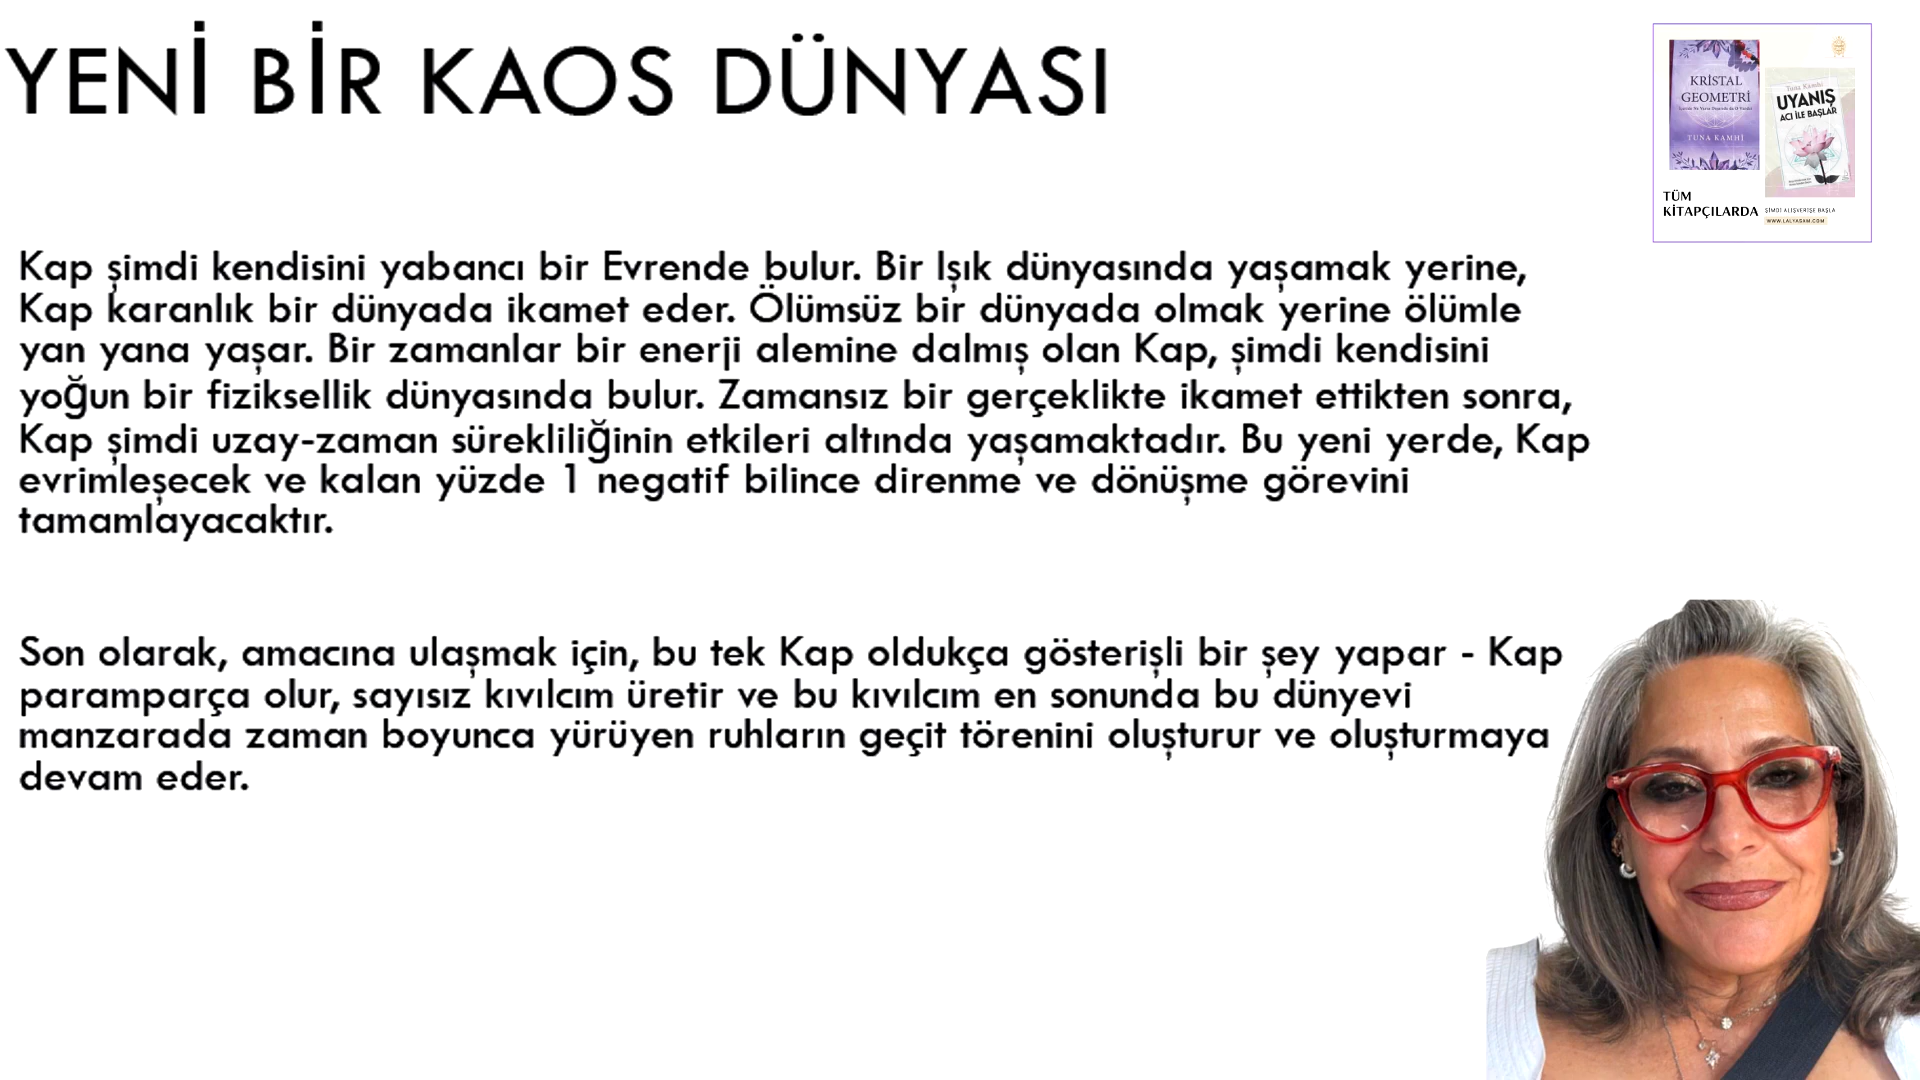 YENİ BİR KAOS DÜNYASI
KRİSTAL
GEOMETRİ
TUNA KAMHİ
Tuna Kamhi
UYANIŞ
ACI İLE BAŞLAR
TÜM
KİTAPÇILARDA
ŞİMDİ ALIŞVERİŞE BAŞLA
WWW.LALYASAM.COM
Kap şimdi kendisini yabancı bir Evrende bulur. Bir Işık dünyasında yaşamak yerine,
Kap karanlık bir dünyada ikamet eder. Ölümsüz bir dünyada olmak yerine ölümle
yan yana yaşar. Bir zamanlar bir enerji alemine dalmış olan Kap, şimdi kendisini
yoğun bir fiziksellik dünyasında bulur. Zamansız bir gerçeklikte ikamet ettikten sonra,
Kap şimdi uzay-zaman sürekliliğinin etkileri altında yaşamaktadır. Bu yeni yerde, Kap
evrimleşecek ve kalan yüzde 1 negatif bilince direnme ve dönüşme görevini
tamamlayacaktır.
Son olarak, amacına ulaşmak için, bu tek Kap oldukça gösterişli bir şey yapar - Kap
paramparça olur, sayısız kıvılcım üretir ve bu kıvılcım en sonunda bu dünyevi
manzarada zaman boyunca yürüyen ruhların geçit törenini oluşturur ve oluşturmaya
devam eder.